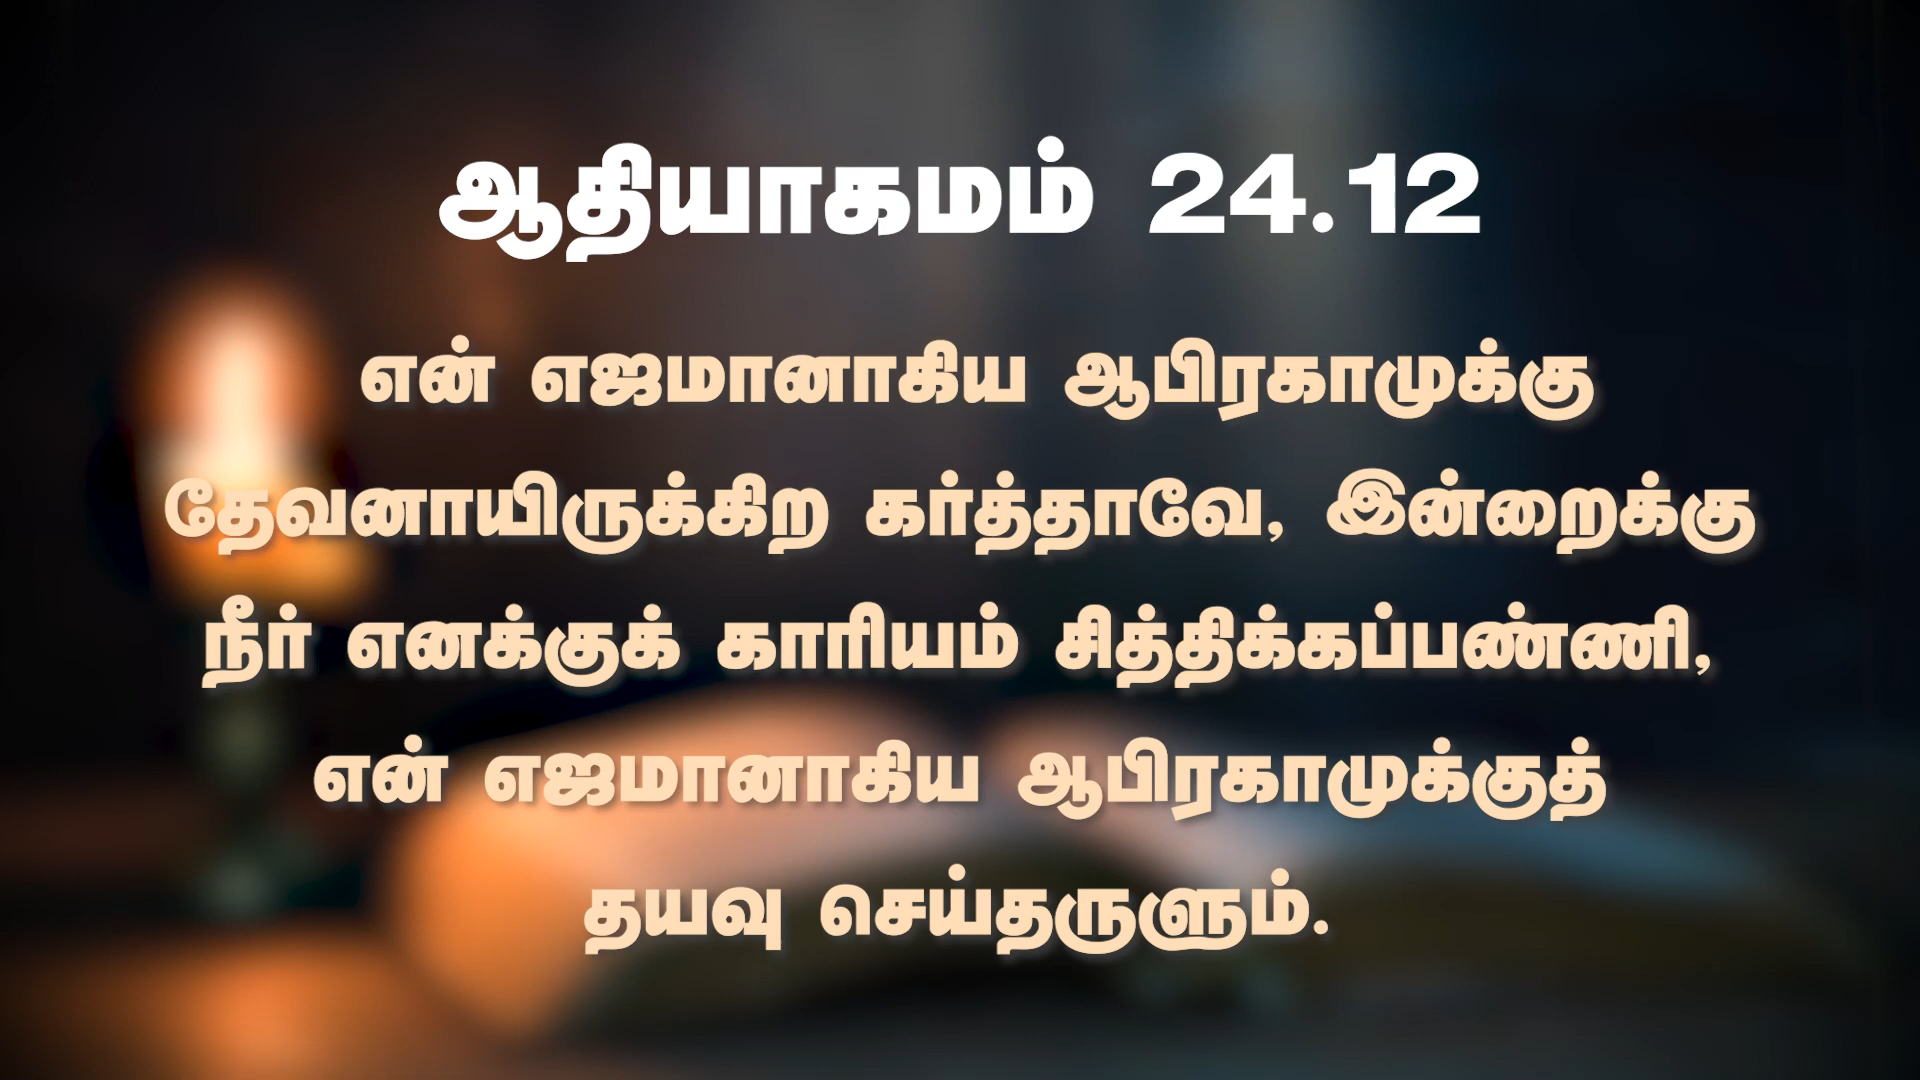 ஆதியாகமம் 24.12
என் எஜமானாகிய ஆபிரகாமுக்கு
தேவனாயிருக்கிற கர்த்தாவே, இன்றைக்கு
நீர் எனக்குக் காரியம் சித்திக்கப்பண்ணி,
என் எஜமானாகிய ஆபிரகாமுக்குத்
தயவு செய்தருளும்.